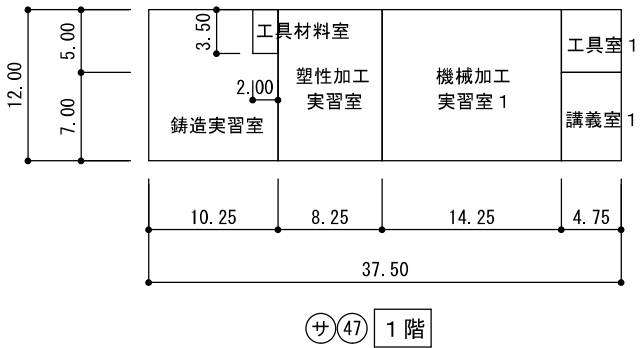 3.50
工具材料室
5.00
12.00
7.00
工具室1
塑性加工
実習室
機械加工
実習室1
2.00
鋳造実習室
講義室1
10.25
8.25
14.25
4.75
37.50
サ 47 1階